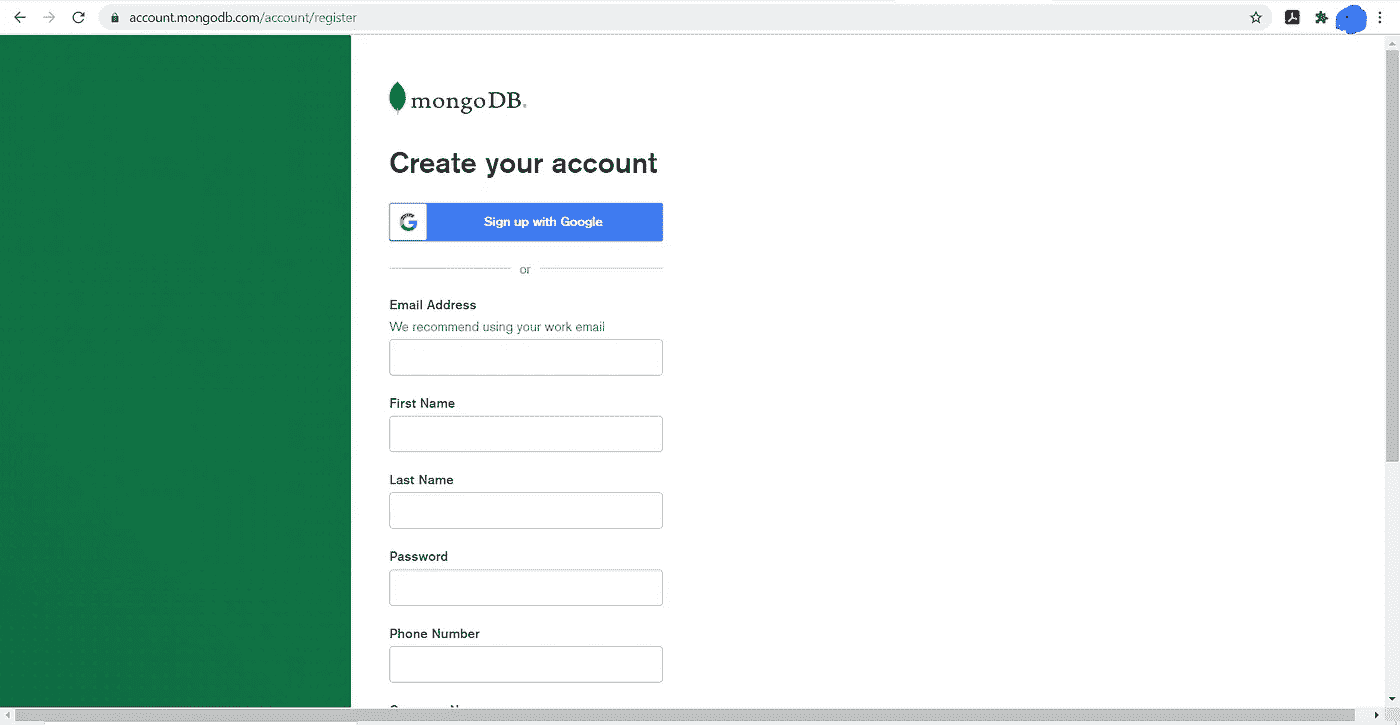 account.mongodb.com/account/register
mongoDB.
Create your account
Sign up with Google
or
Email Address
We recommend using your work email
First Name
Last Name
Password
Phone Number